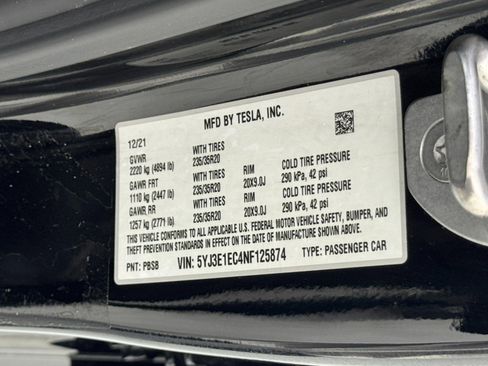 MFD BY TESLA, INC.
12/21
GVWR WITH TIRES
2220 kg (4894 lb) 235/35R20 RIM COLD TIRE PRESSURE
GAWR FRT WITH TIRES 20X9.0J 290 kPa, 42 psi
1110 kg (2447 lb) 235/35R20 RIM COLD TIRE PRESSURE
GAWR RR WITH TIRES 20X9.0J 290 kPa, 42 psi
1257 kg (2771 lb) 235/35R20
THIS VEHICLE CONFORMS TO ALL APPLICABLE U.S.
FEDERAL MOTOR VEHICLE SAFETY, BUMPER, AND
THEFT PREVENTION STANDARDS IN EFFECT ON THE
DATE OF MANUFACTURE SHOWN ABOVE.
PNT: PBSB VIN: 5YJ3E1EC4NF125874 TYPE: PASSENGER CAR